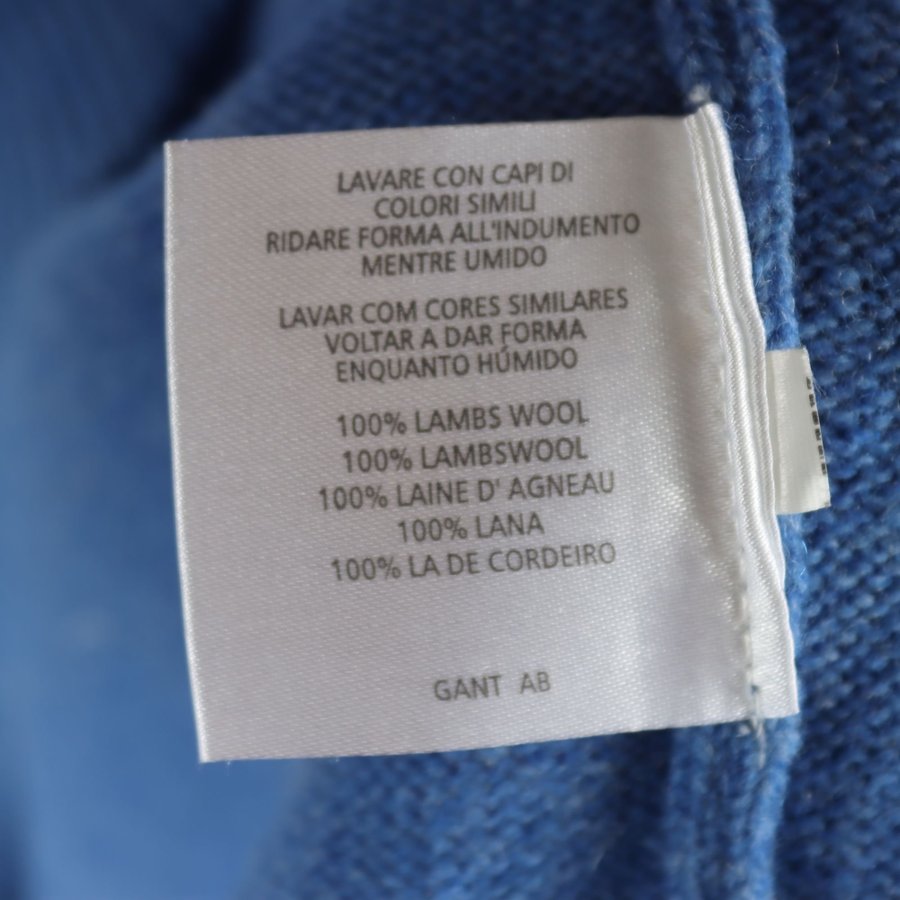 LAVARE CON CAPI DI
COLORI SIMILI
RIDARE FORMA ALL'INDUMENTO
MENTRE UMIDO
LAVAR COM CORES SIMILARES
VOLTAR A DAR FORMA
ENQUANTO HÚMIDO
100% LAMBS WOOL
100% LAMBSWOOL
100% LAINE D' AGNEAU
100% LANA
100% LA DE CORDEIRO
GANT AB